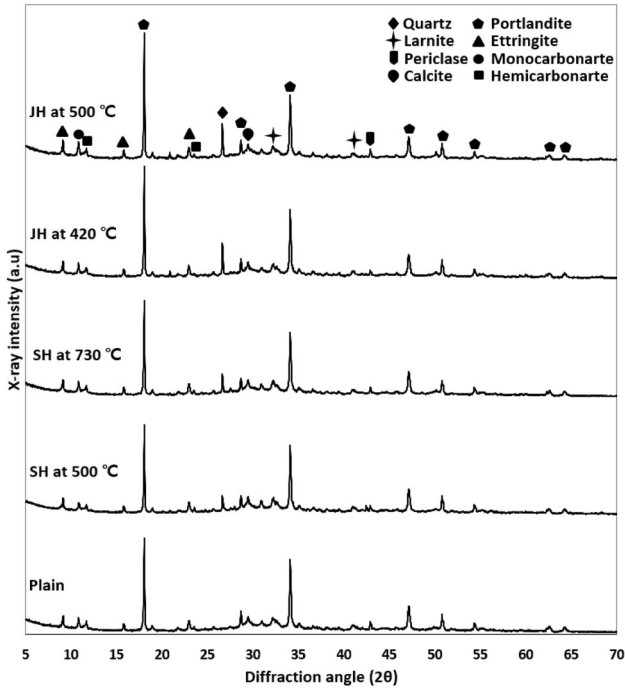 Quartz Portlandite
Larnite Ettringite
Periclase Monocarbonarte
Calcite Hemicarbonarte
JH at 500 ℃
JH at 420 ℃
SH at 730 ℃
SH at 500 ℃
Plain
X-ray intensity (a.u)
5 10 15 20 25 30 35 40 45 50 55 60 65 70
Diffraction angle (2θ)